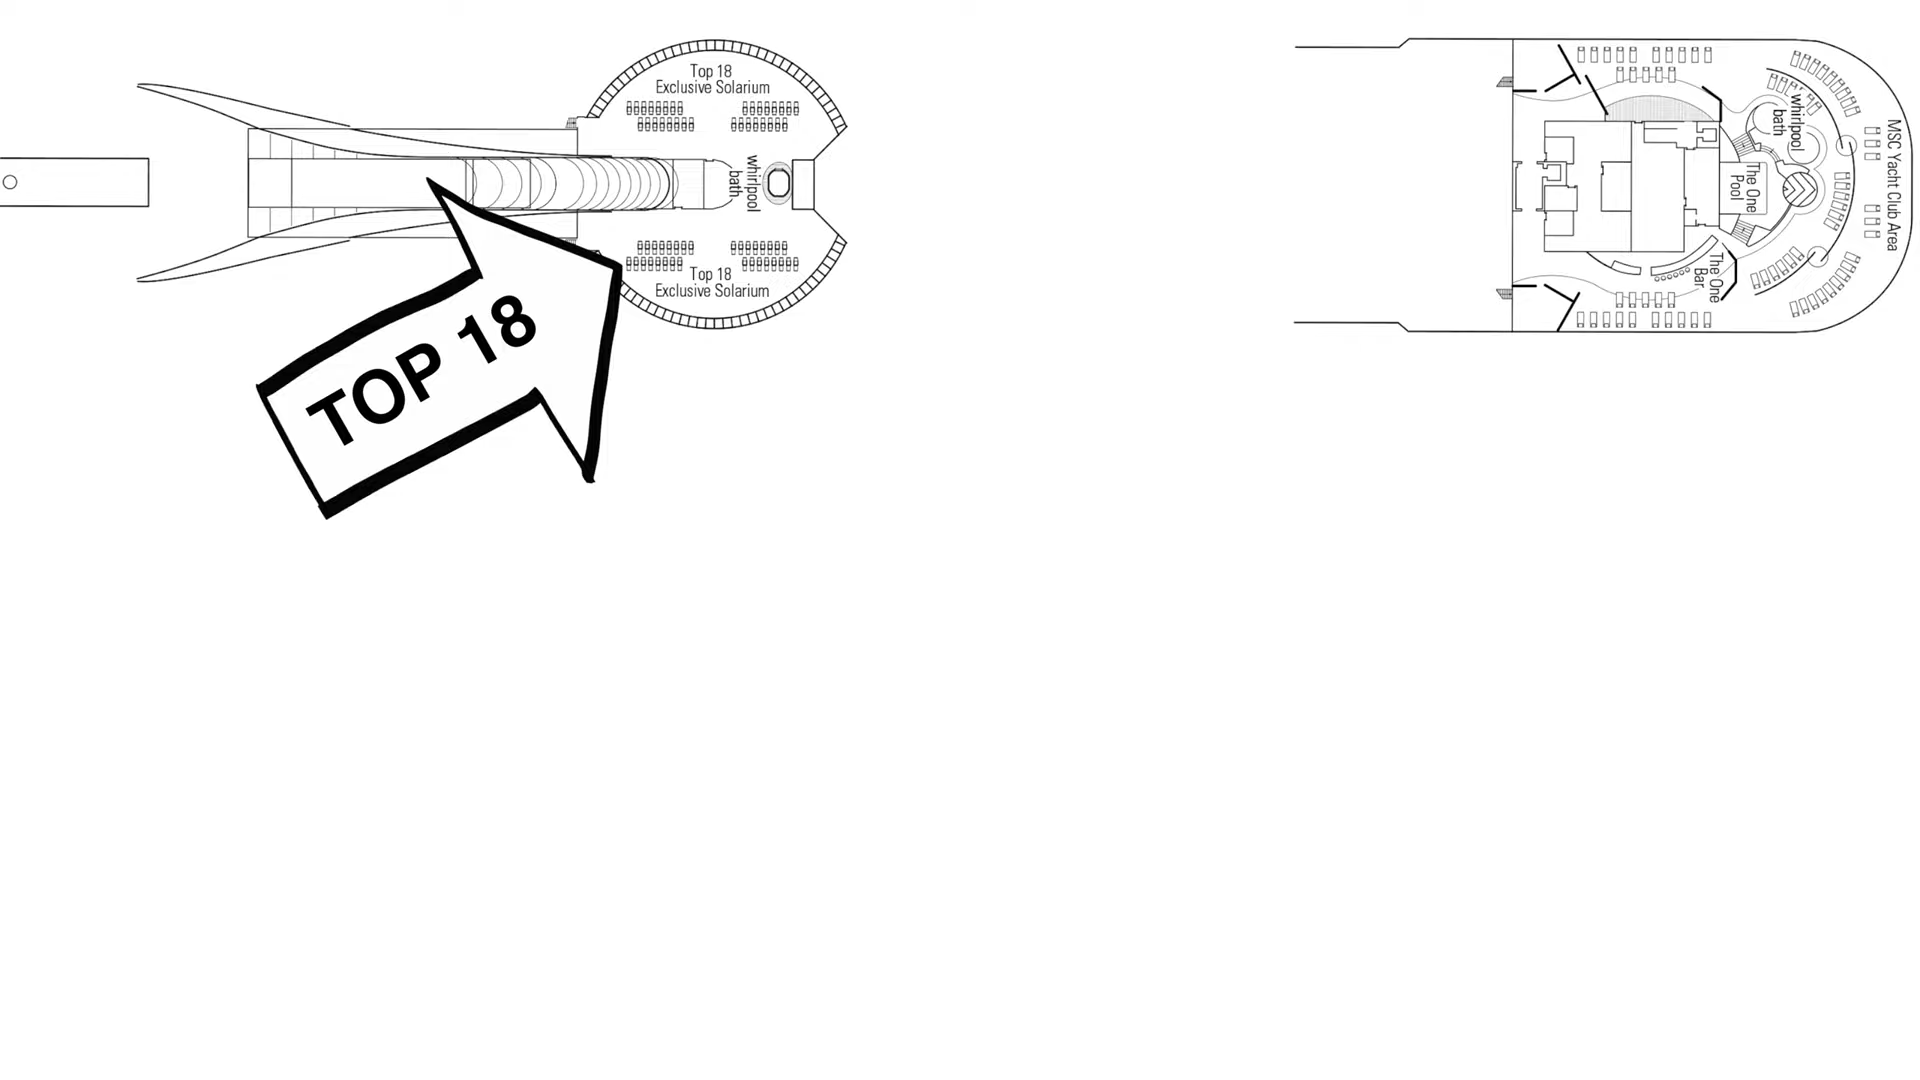 Top 18
Exclusive Solarium
whirlpool
bath
Top 18
Exclusive Solarium
TOP 18
whirlpool
bath
The One
Pool
The One
Bar
MSC Yacht Club Area